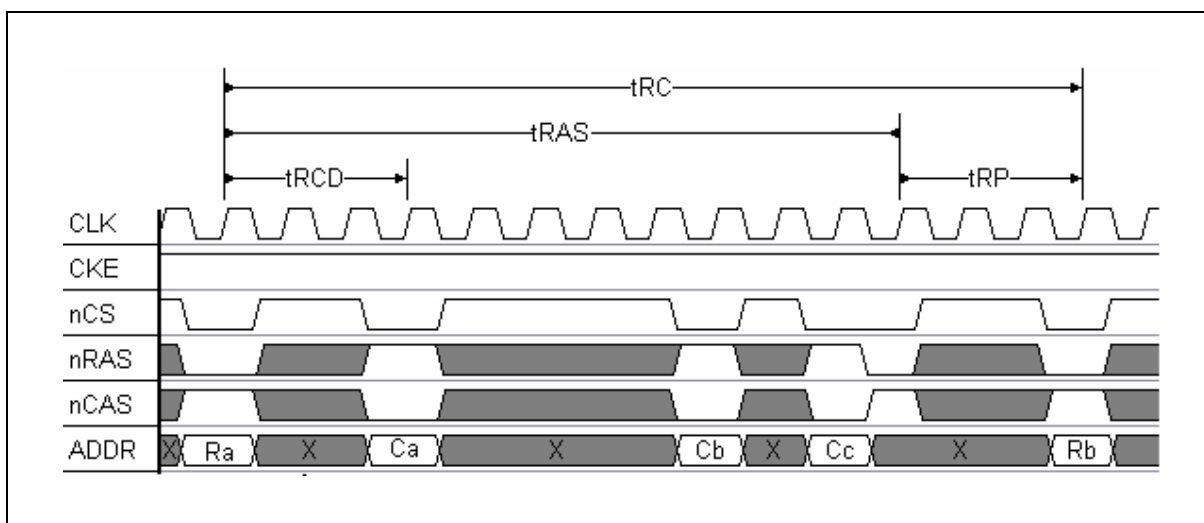 tRC
tRAS
tRCD tRP
CLK
CKE
nCS
nRAS
nCAS
ADDR X Ra X Ca X Cb X Cc X Rb